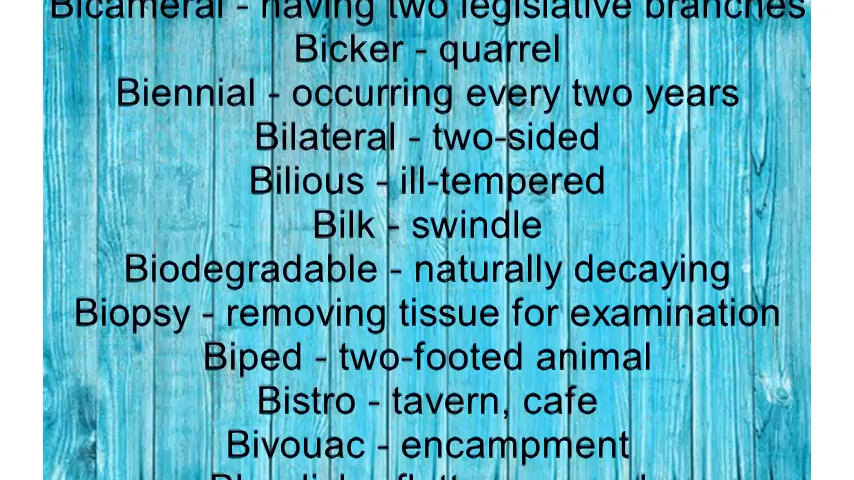 Bicameral - having two legislative branches
Bicker - quarrel
Biennial - occurring every two years
Bilateral - two-sided
Bilious - ill-tempered
Bilk - swindle
Biodegradable - naturally decaying
Biopsy - removing tissue for examination
Biped - two-footed animal
Bistro - tavern, cafe
Bivouac - encampment